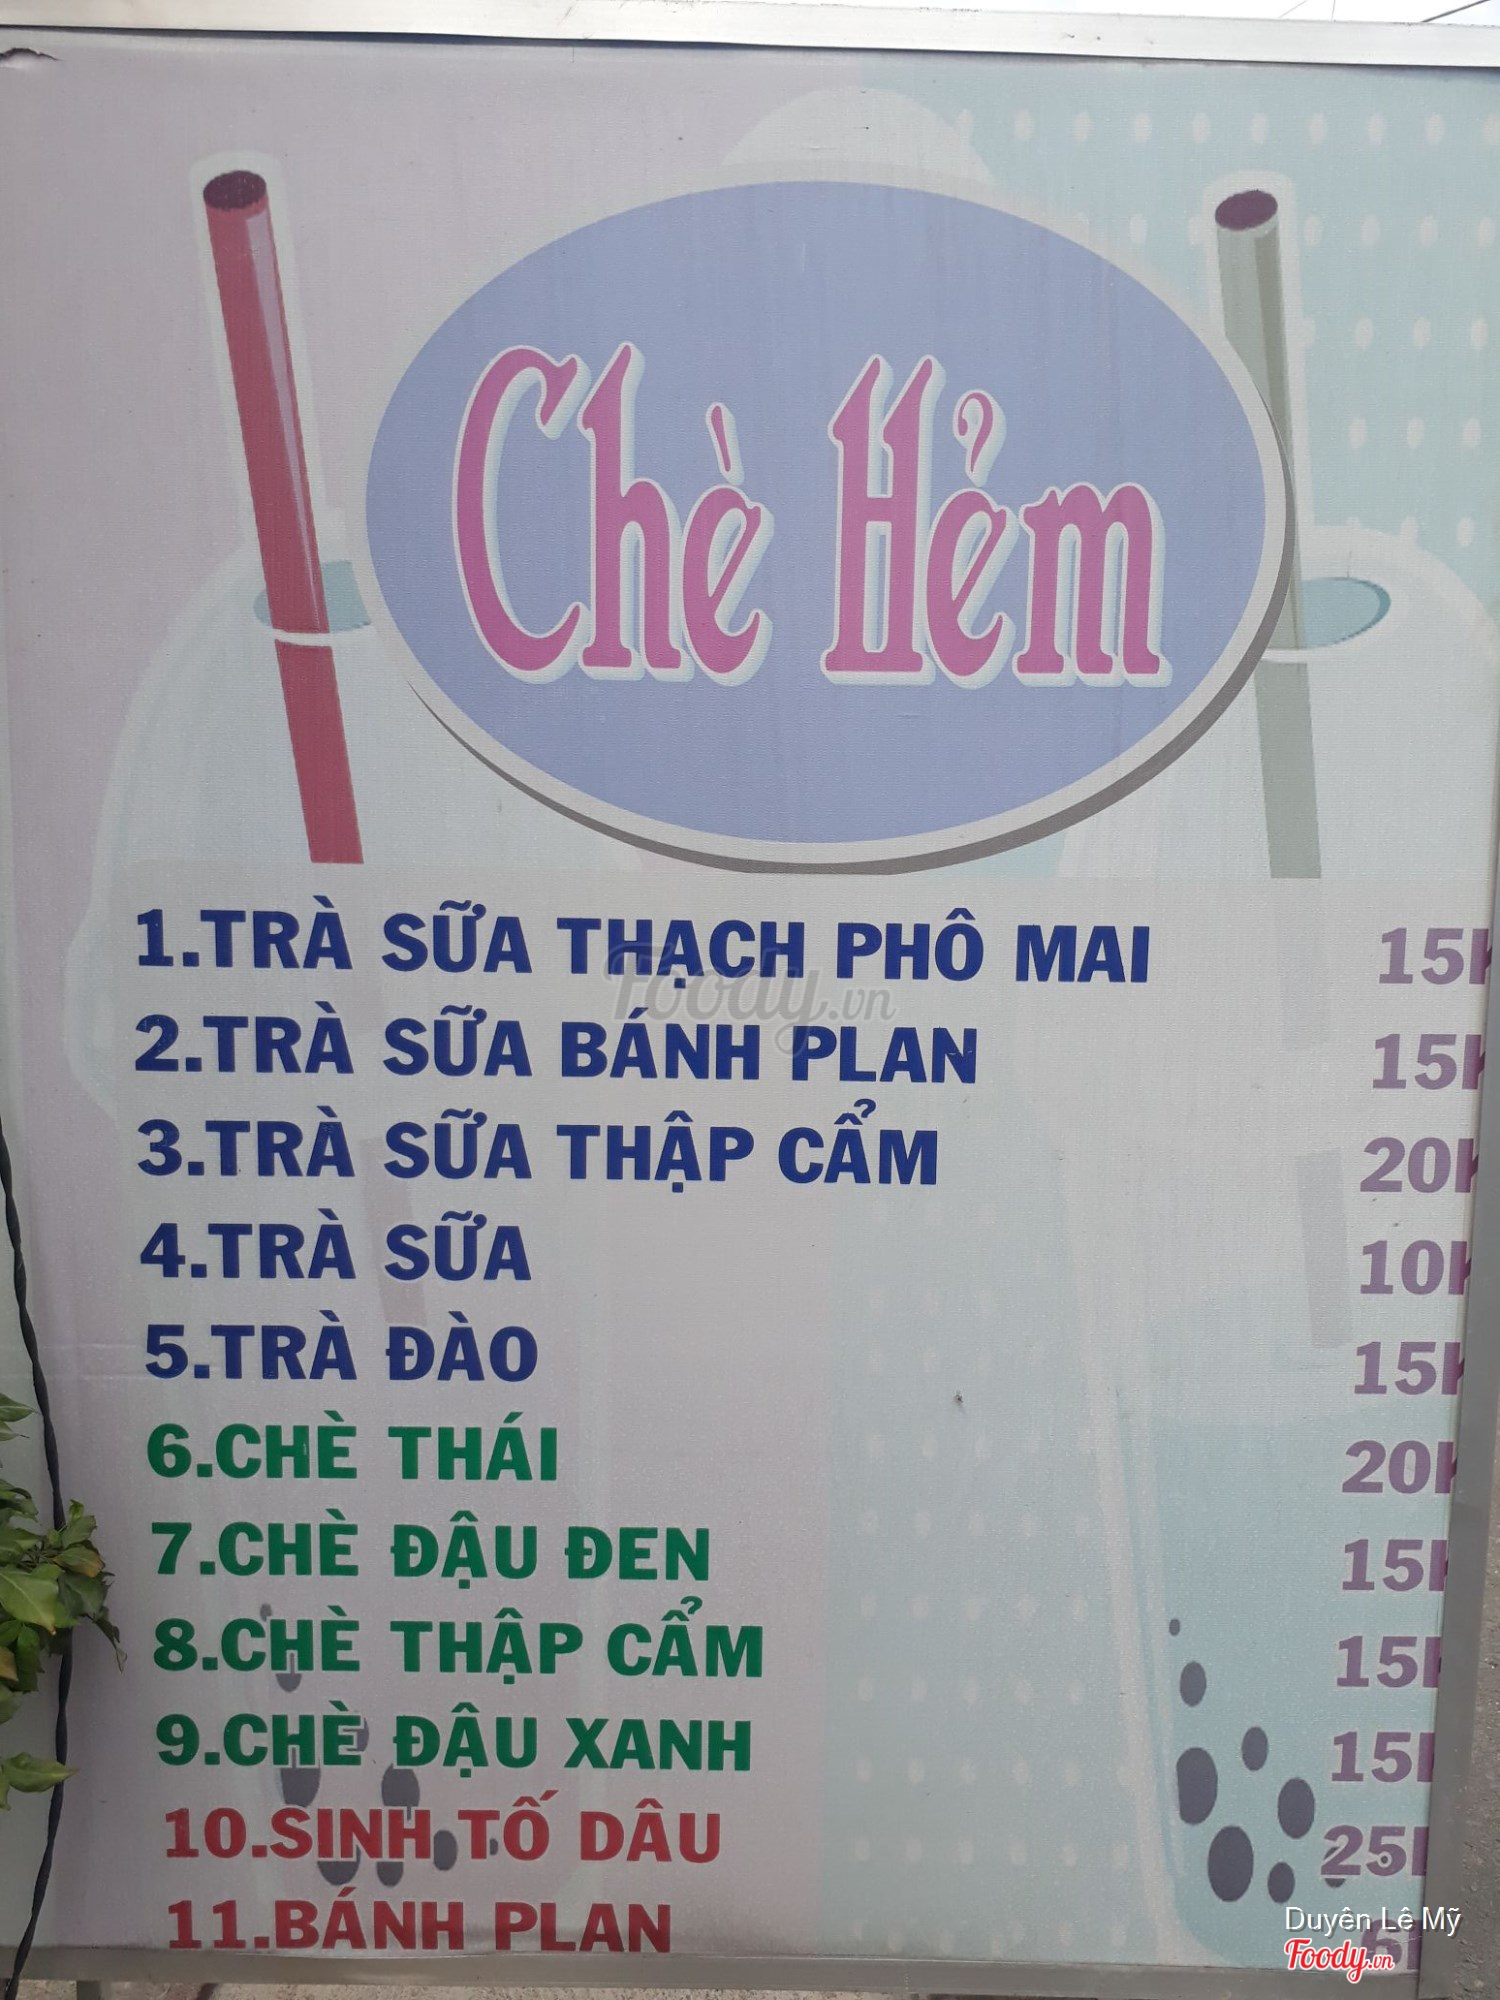 Chè Hẻm
1.TRÀ SỮA THẠCH PHÔ MAI 15K
2.TRÀ SỮA BÁNH PLAN 15K
3.TRÀ SỮA THẬP CẨM 20K
4.TRÀ SỮA 10K
5.TRÀ ĐÀO 15K
6.CHÈ THÁI 20K
7.CHÈ ĐẬU ĐEN 15K
8.CHÈ THẬP CẨM 15K
9.CHÈ ĐẬU XANH 15K
10.SINH TỐ DÂU 25K
11.BÁNH PLAN 6K
Foody.vn
Duyên Lê Mỹ
Foody.vn